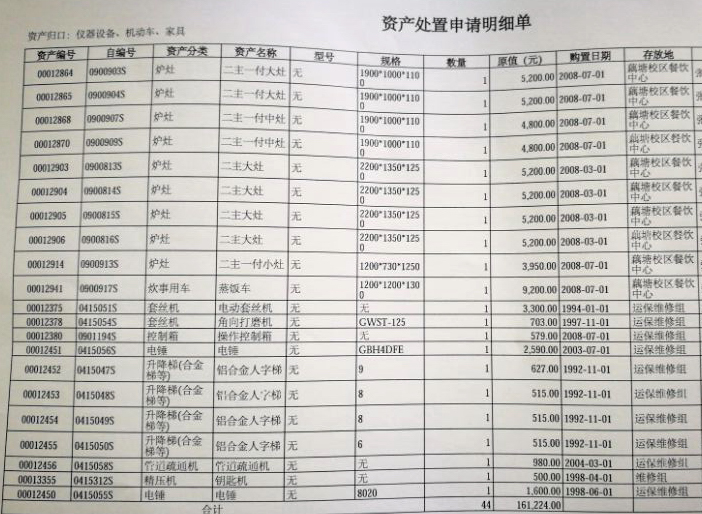 资产处置申请明细单
资产归口：仪器设备、机动车、家具
资产编号 自编号 资产分类 资产名称 型号 规格 数量 原值（元） 购置日期 存放地
00012864 0900903S 炉灶 二主一付大灶 无 1900*1000*1100 1 5,200.00 2008-07-01 藕塘校区餐饮中心
00012865 0900904S 炉灶 二主一付大灶 无 1900*1000*1100 1 5,200.00 2008-07-01 藕塘校区餐饮中心
00012868 0900907S 炉灶 二主一付中灶 无 1900*1000*1100 1 4,800.00 2008-07-01 藕塘校区餐饮中心
00012870 0900909S 炉灶 二主一付中灶 无 1900*1000*1100 1 4,800.00 2008-07-01 藕塘校区餐饮中心
00012903 0900813S 炉灶 二主大灶 无 2200*1350*1250 1 5,200.00 2008-03-01 藕塘校区餐饮中心
00012904 0900814S 炉灶 二主大灶 无 2200*1350*1250 1 5,200.00 2008-03-01 藕塘校区餐饮中心
00012905 0900815S 炉灶 二主大灶 无 2200*1350*1250 1 5,200.00 2008-03-01 藕塘校区餐饮中心
00012906 0900816S 炉灶 二主大灶 无 2200*1350*1250 1 5,200.00 2008-03-01 藕塘校区餐饮中心
00012914 0900913S 炉灶 二主一付小灶 无 1200*730*1250 1 3,950.00 2008-07-01 藕塘校区餐饮中心
00012941 0900917S 炊事用车 蒸饭车 无 1200*1200*1300 1 9,200.00 2008-07-01 藕塘校区餐饮中心
00012375 0415051S 套丝机 电动套丝机 无 无 1 3,300.00 1994-01-01 运保维修组
00012378 0415054S 套丝机 角向打磨机 无 GWST-125 1 703.00 1997-11-01 运保维修组
00012380 0901194S 控制箱 操作控制箱 无 无 1 579.00 2008-07-01 运保维修组
00012451 0415056S 电锤 电锤 无 GBH4DFE 1 2,590.00 2003-07-01 运保维修组
00012452 0415047S 升降梯(合金梯等) 铝合金人字梯 无 9 1 627.00 1992-11-01 运保维修组
00012453 0415048S 升降梯(合金梯等) 铝合金人字梯 无 8 1 515.00 1992-11-01 运保维修组
00012454 0415049S 升降梯(合金梯等) 铝合金人字梯 无 8 1 515.00 1992-11-01 运保维修组
00012455 0415050S 升降梯(合金梯等) 铝合金人字梯 无 6 1 515.00 1992-11-01 运保维修组
00012456 0415058S 管道疏通机 管道疏通机 无 无 1 980.00 2004-03-01 运保维修组
00013355 0415312S 精压机 钥匙机 无 无 1 500.00 1998-04-01 维修组
00012450 0415055S 电锤 电锤 无 8020 1 1,600.00 1998-06-01 运保维修组
合计 44 161,224.00